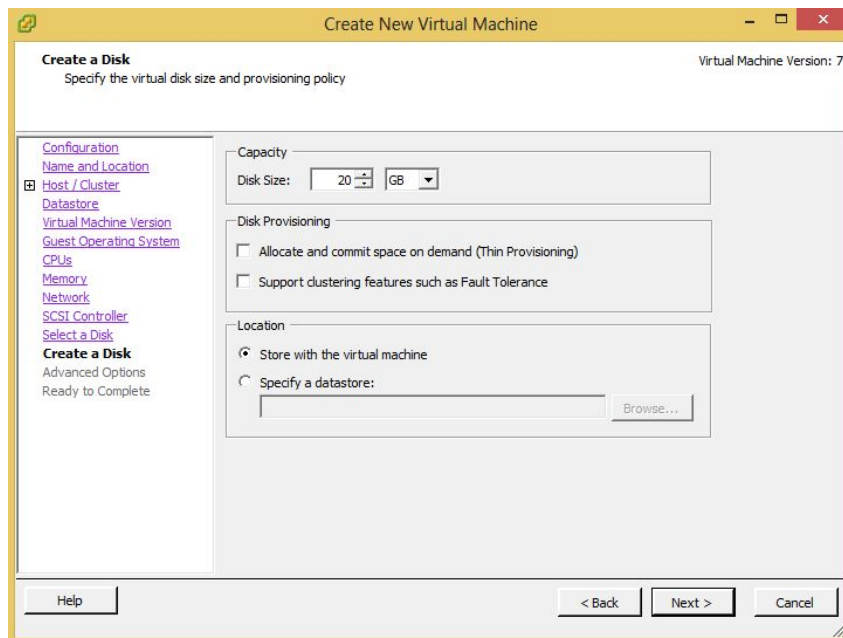 Create New Virtual Machine
Create a Disk
Specify the virtual disk size and provisioning policy
Virtual Machine Version: 7
Configuration
Name and Location
Host / Cluster
Datastore
Virtual Machine Version
Guest Operating System
CPUs
Memory
Network
SCSI Controller
Select a Disk
Create a Disk
Advanced Options
Ready to Complete
Capacity
Disk Size: 20 GB
Disk Provisioning
Allocate and commit space on demand (Thin Provisioning)
Support clustering features such as Fault Tolerance
Location
Store with the virtual machine
Specify a datastore:
Browse...
Help
< Back
Next >
Cancel